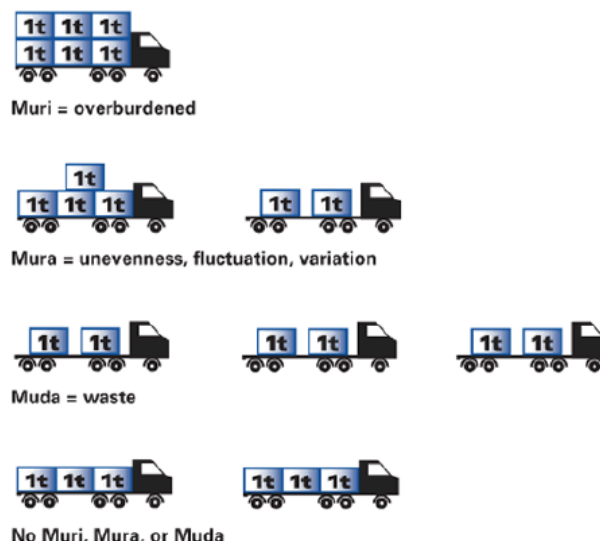 1t 1t 1t
1t 1t 1t
Muri = overburdened
1t
1t 1t 1t 1t 1t
Mura = unevenness, fluctuation, variation
1t 1t 1t 1t 1t 1t
Muda = waste
1t 1t 1t 1t 1t 1t
No Muri, Mura, or Muda